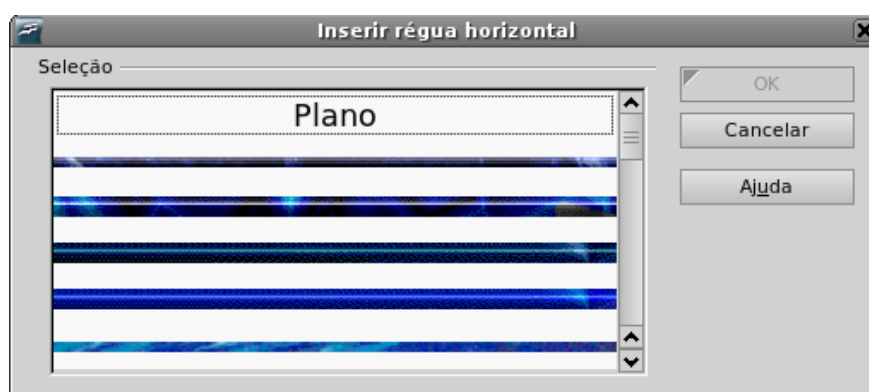 Inserir régua horizontal
Seleção
Plano
OK
Cancelar
Ajuda